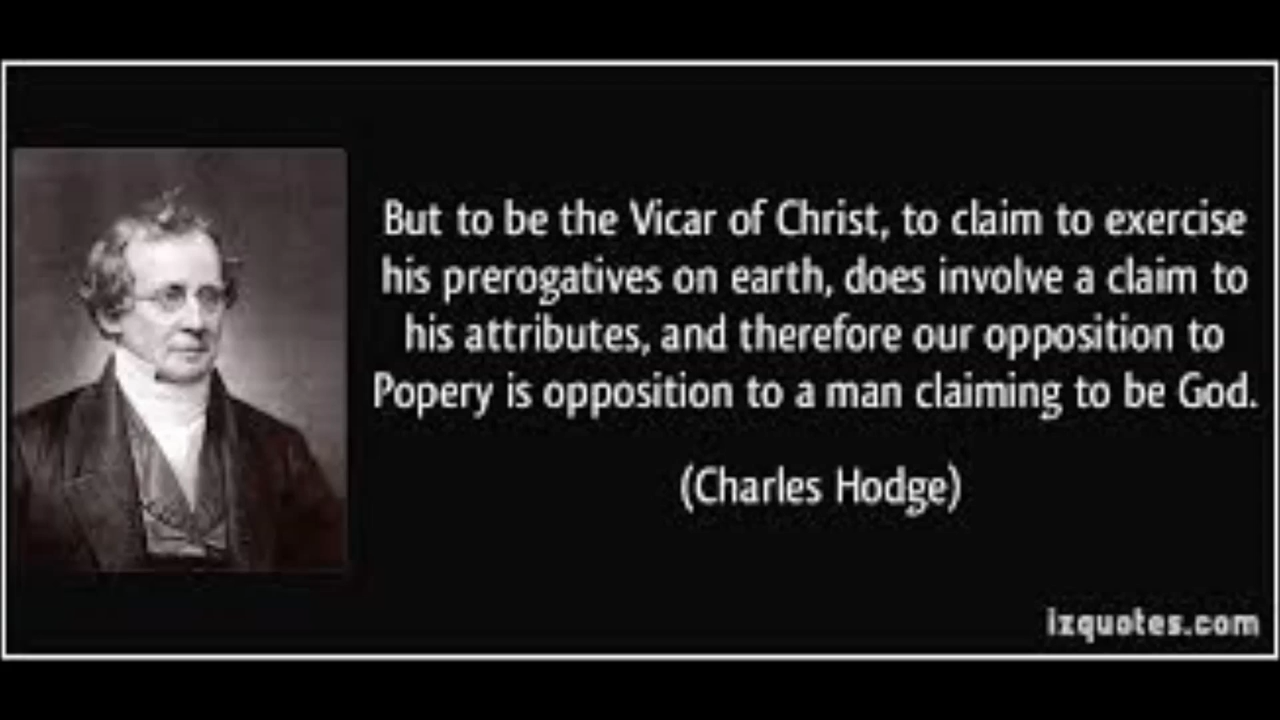 But to be the Vicar of Christ, to claim to exercise
his prerogatives on earth, does involve a claim to
his attributes, and therefore our opposition to
Popery is opposition to a man claiming to be God.
(Charles Hodge)
izquotes.com